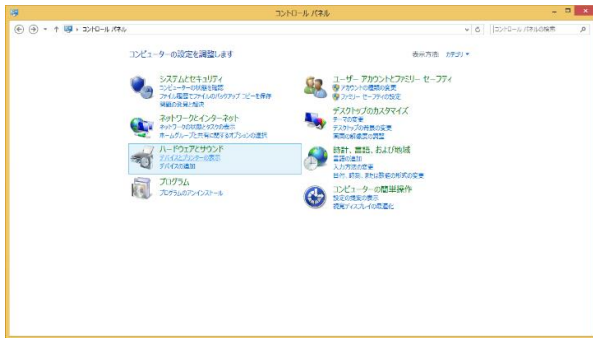 コントロール パネル
コントロール パネル
コントロール パネルの検索
コンピューターの設定を調整します
表示方法: カテゴリ
システムとセキュリティ
コンピューターの状態を確認
ファイル履歴でファイルのバックアップ コピーを保存
問題の発見と解決
ネットワークとインターネット
ネットワークの状態とタスクの表示
ホームグループと共有に関するオプションの選択
ハードウェアとサウンド
デバイスとプリンターの表示
デバイスの追加
プログラム
プログラムのアンインストール
ユーザー アカウントとファミリー セーフティ
アカウントの種類の変更
ファミリー セーフティの設定
デスクトップのカスタマイズ
テーマの変更
デスクトップの背景の変更
画面の解像度の調整
時計、言語、および地域
言語の追加
入力方法の変更
日付、時刻、または数値の形式の変更
コンピューターの簡単操作
設定の提案の表示
視覚ディスプレイの最適化